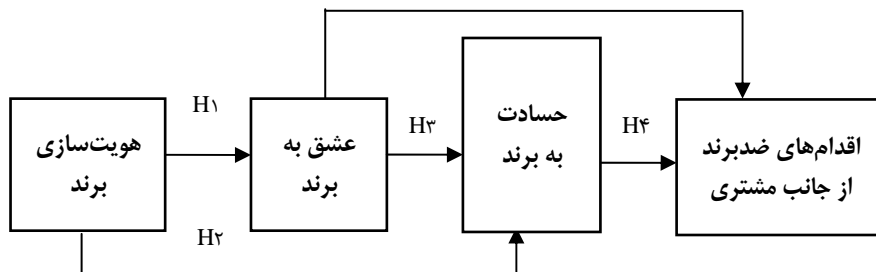 هویت‌سازی
برند
H۱
H۲
عشق به
برند
H۳
حسادت
به برند
H۴
اقدام‌های ضدبرند
از جانب مشتری